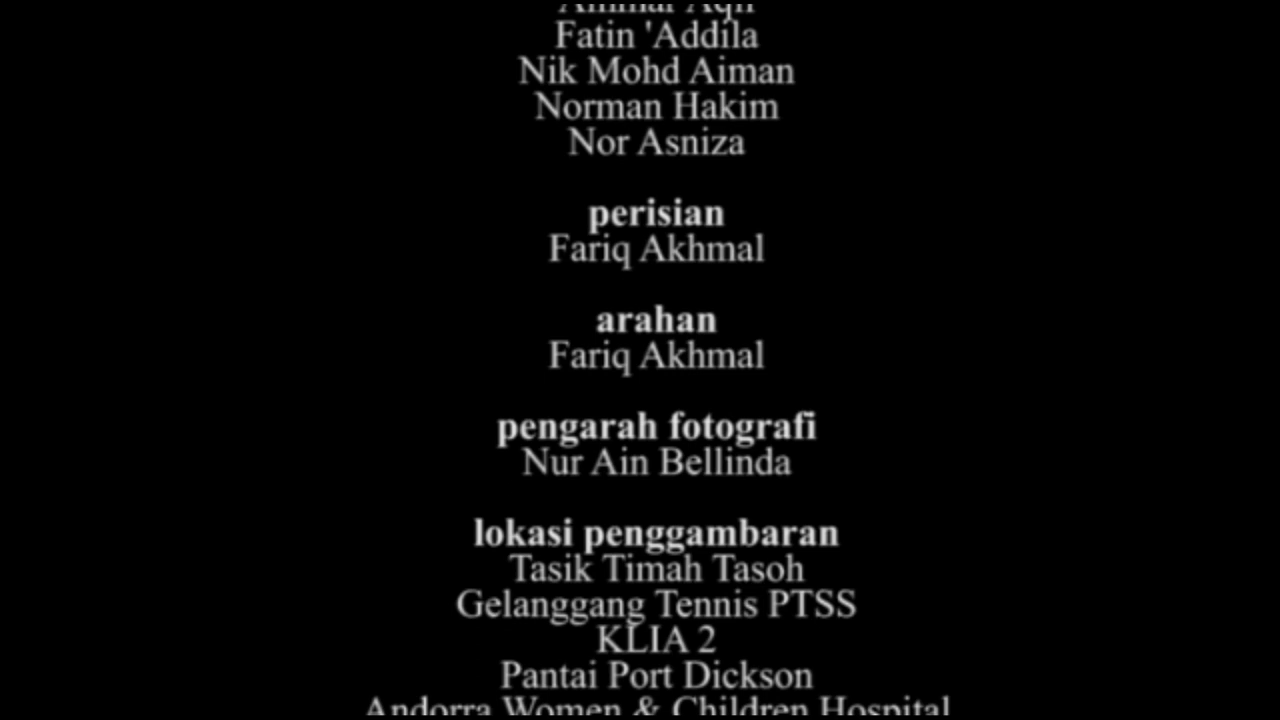 Fatin 'Addila
Nik Mohd Aiman
Norman Hakim
Nor Asniza
perisian
Fariq Akhmal
arahan
Fariq Akhmal
pengarah fotografi
Nur Ain Bellinda
lokasi penggambaran
Tasik Timah Tasoh
Gelanggang Tennis PTSS
KLIA 2
Pantai Port Dickson
Andorra Women & Children Hospital